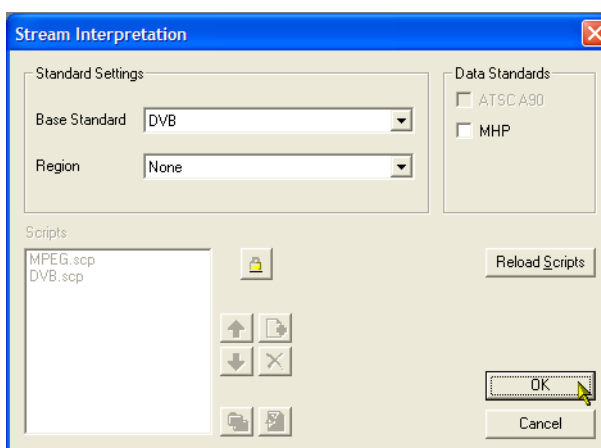 Stream Interpretation
Standard Settings
Base Standard
DVB
Region
None
Data Standards
ATSC A90
MHP
Scripts
MPEG.scp
DVB.scp
Reload Scripts
OK
Cancel